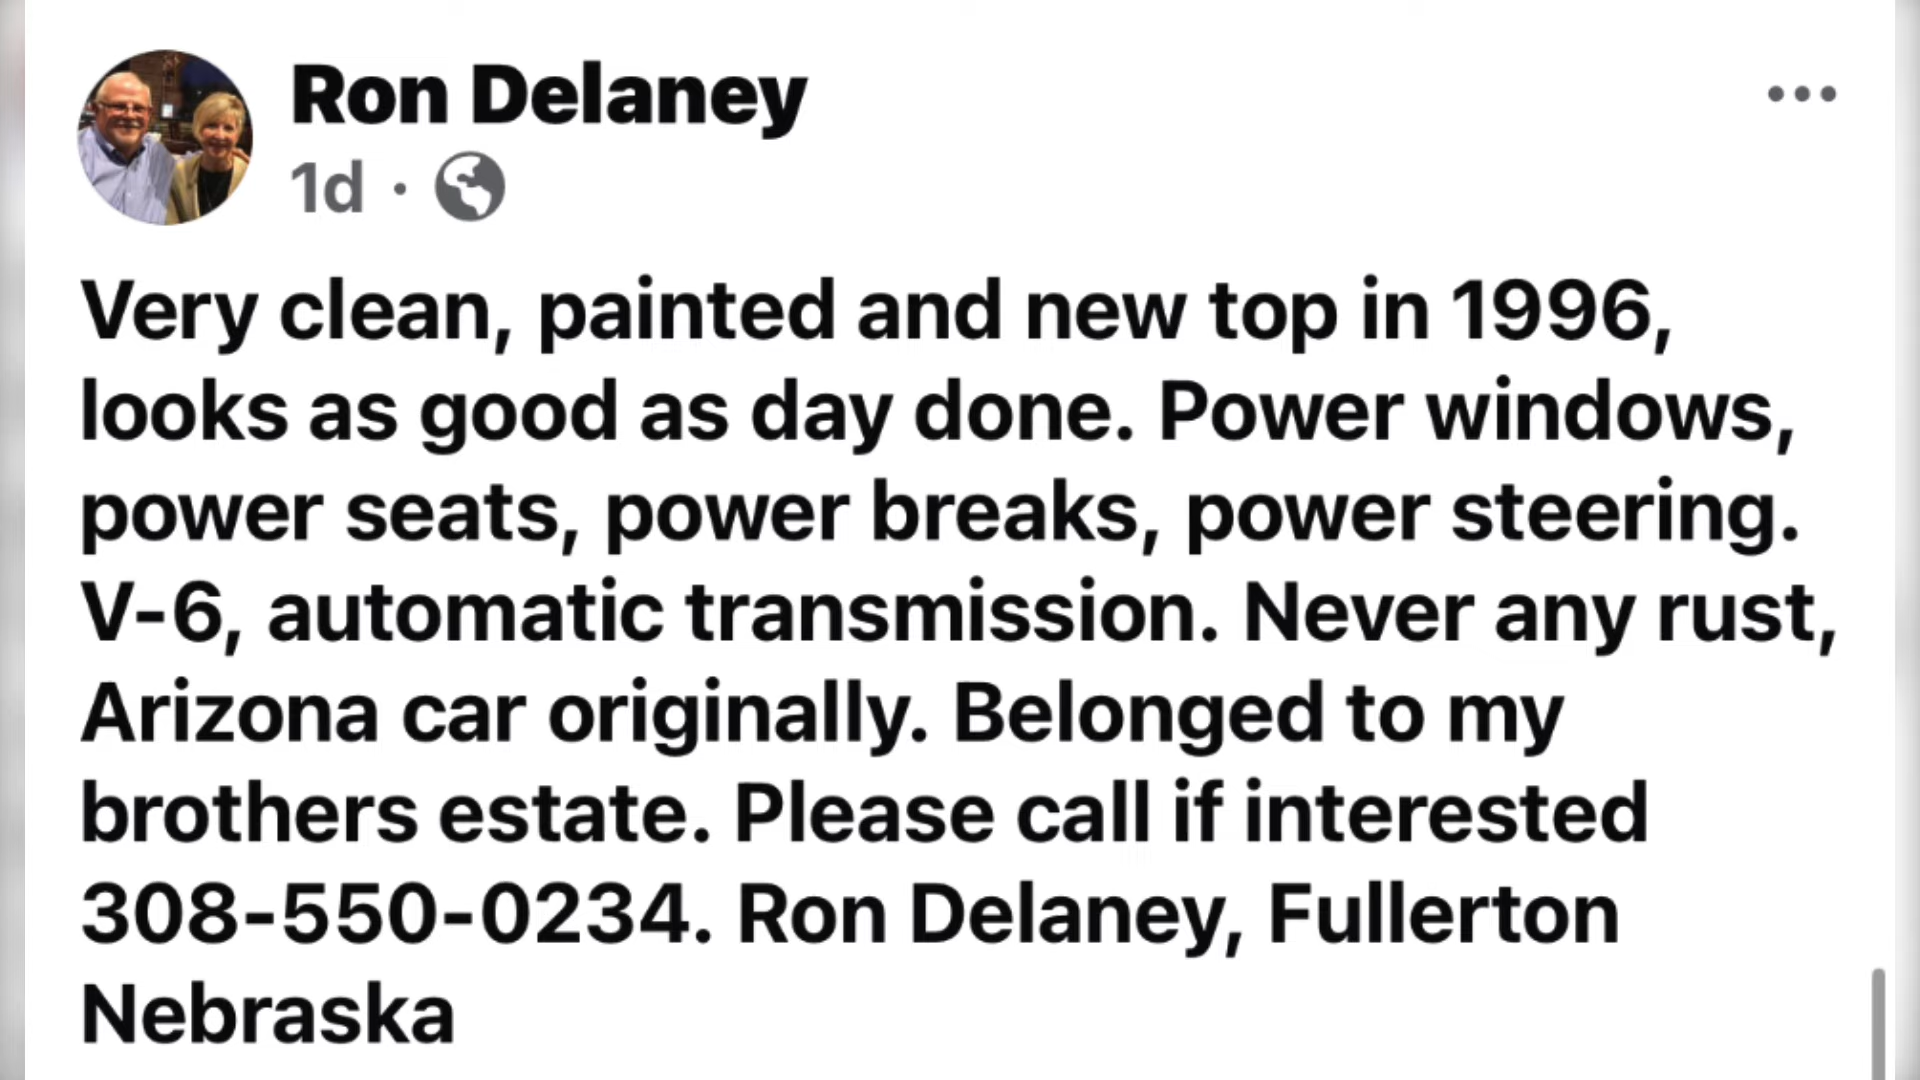 Ron Delaney
1d ·
Very clean, painted and new top in 1996,
looks as good as day done. Power windows,
power seats, power breaks, power steering.
V-6, automatic transmission. Never any rust,
Arizona car originally. Belonged to my
brothers estate. Please call if interested
308-550-0234. Ron Delaney, Fullerton
Nebraska